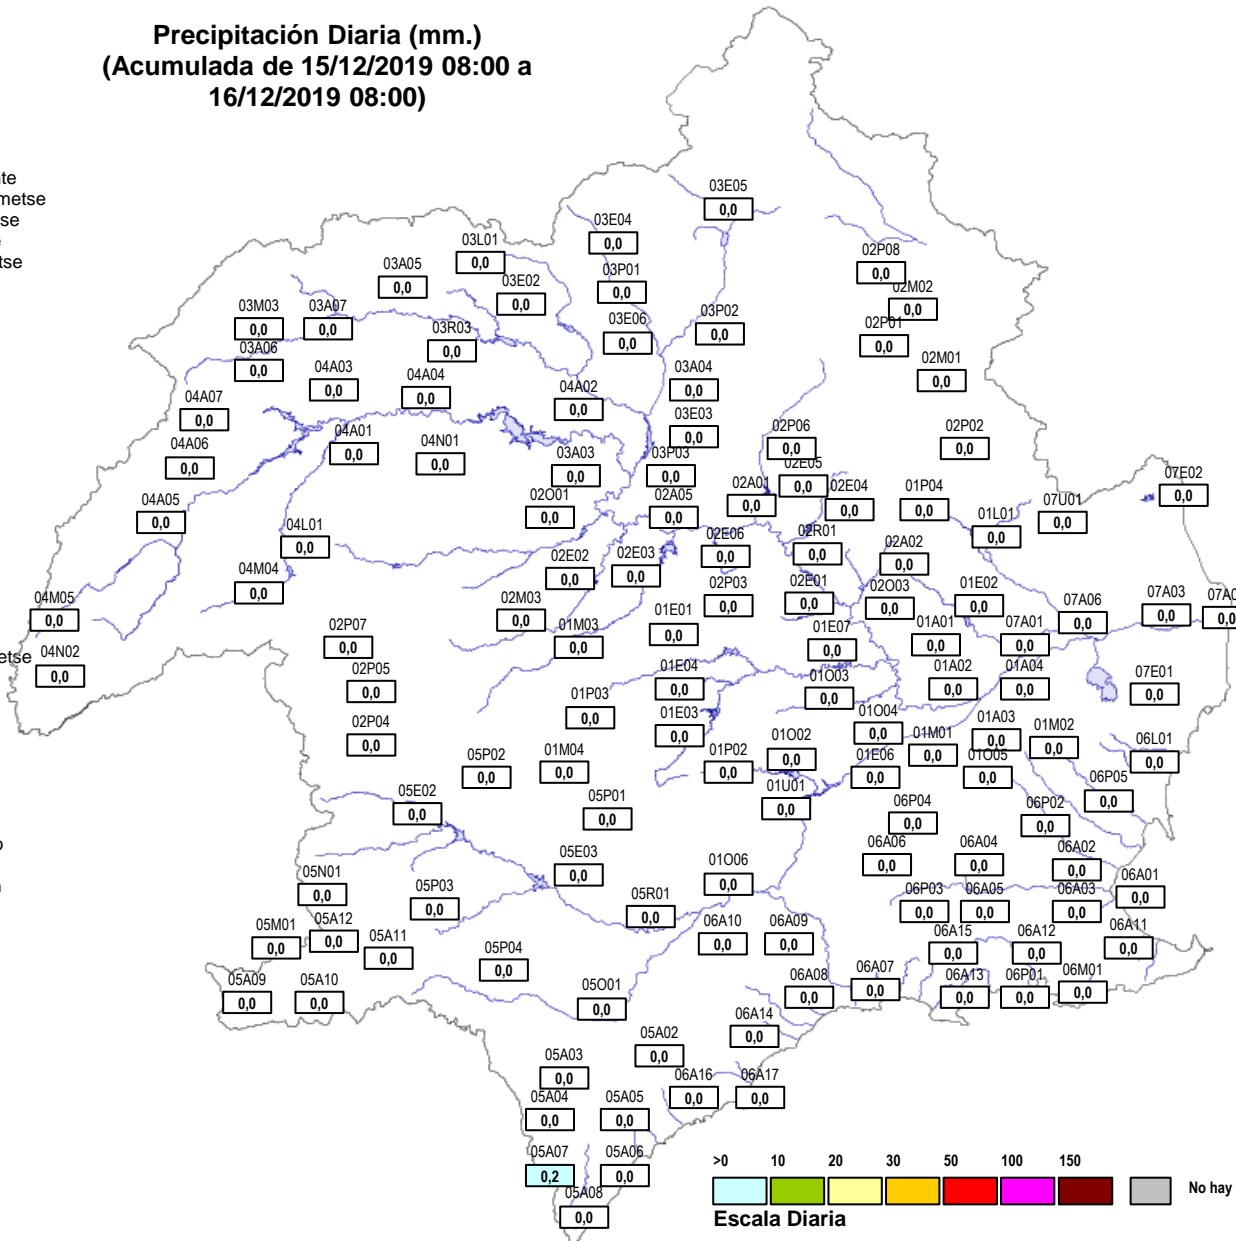 Precipitación Diaria (mm.)
(Acumulada de 15/12/2019 08:00 a
16/12/2019 08:00)
03E05
0,0
03E04
0,0
03L01
0,0
02P08
0,0
03A05
0,0
03P01
0,0
03E02
0,0
02M02
0,0
03M03
0,0
03A07
0,0
03E06
0,0
03P02
0,0
02P01
0,0
03R03
0,0
03A06
0,0
02M01
0,0
04A03
0,0
04A04
0,0
03A04
0,0
04A02
0,0
04A07
0,0
03E03
0,0
04A01
0,0
02P06
0,0
02P02
0,0
04A06
0,0
04N01
0,0
03A03
0,0
03P03
0,0
02E05
0,0
07E02
0,0
04A05
0,0
02O01
0,0
02A05
0,0
02A01
0,0
02E04
0,0
01P04
0,0
07U01
0,0
01L01
0,0
04L01
0,0
02E06
0,0
02R01
0,0
02A02
0,0
02E02
0,0
02E03
0,0
04M04
0,0
02P03
0,0
02E01
0,0
02O03
0,0
01E02
0,0
04M05
0,0
02M03
0,0
07A06
0,0
07A03
0,0
07A0
0,0
01E01
0,0
02P07
0,0
01M03
0,0
01E07
0,0
01A01
0,0
07A01
0,0
etse
04N02
0,0
02P05
0,0
01E04
0,0
01O03
0,0
01A02
0,0
01A04
0,0
07E01
0,0
01P03
0,0
02P04
0,0
01E03
0,0
01O04
0,0
01M01
0,0
01A03
0,0
01M02
0,0
06L01
0,0
05P02
0,0
01M04
0,0
01P02
0,0
01O02
0,0
01E06
0,0
01O05
0,0
05E02
0,0
05P01
0,0
01U01
0,0
06P05
0,0
06P04
0,0
06P02
0,0
05E03
0,0
01O06
0,0
06A06
0,0
06A04
0,0
06A02
0,0
05N01
0,0
05P03
0,0
05R01
0,0
06P03
0,0
06A05
0,0
06A03
0,0
06A01
0,0
05M01
0,0
05A12
0,0
05A11
0,0
05P04
0,0
06A10
0,0
06A09
0,0
06A15
0,0
06A12
0,0
06A11
0,0
05A09
0,0
05A10
0,0
05O01
0,0
06A08
0,0
06A07
0,0
06A13
0,0
06P01
0,0
06M01
0,0
06A14
0,0
05A02
0,0
05A03
0,0
06A16
0,0
06A17
0,0
05A04
0,0
05A05
0,0
05A07
0,2
05A06
0,0
05A08
0,0
>0 10 20 30 50 100 150
No hay
Escala Diaria